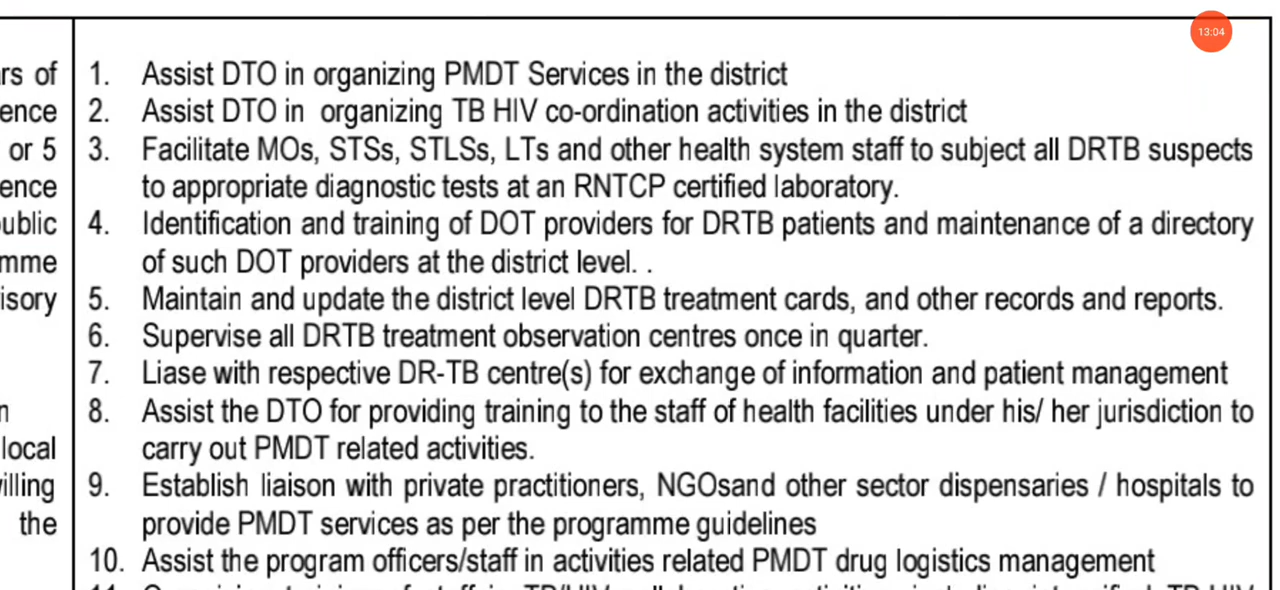 13:04
rs of
ence
or 5
ence
ublic
mme
isory
n
local
illing
the
1. Assist DTO in organizing PMDT Services in the district
2. Assist DTO in organizing TB HIV co-ordination activities in the district
3. Facilitate MOs, STSs, STLSs, LTs and other health system staff to subject all DRTB suspects
to appropriate diagnostic tests at an RNTCP certified laboratory.
4. Identification and training of DOT providers for DRTB patients and maintenance of a directory
of such DOT providers at the district level. .
5. Maintain and update the district level DRTB treatment cards, and other records and reports.
6. Supervise all DRTB treatment observation centres once in quarter.
7. Liase with respective DR-TB centre(s) for exchange of information and patient management
8. Assist the DTO for providing training to the staff of health facilities under his/ her jurisdiction to
carry out PMDT related activities.
9. Establish liaison with private practitioners, NGOsand other sector dispensaries / hospitals to
provide PMDT services as per the programme guidelines
10. Assist the program officers/staff in activities related PMDT drug logistics management